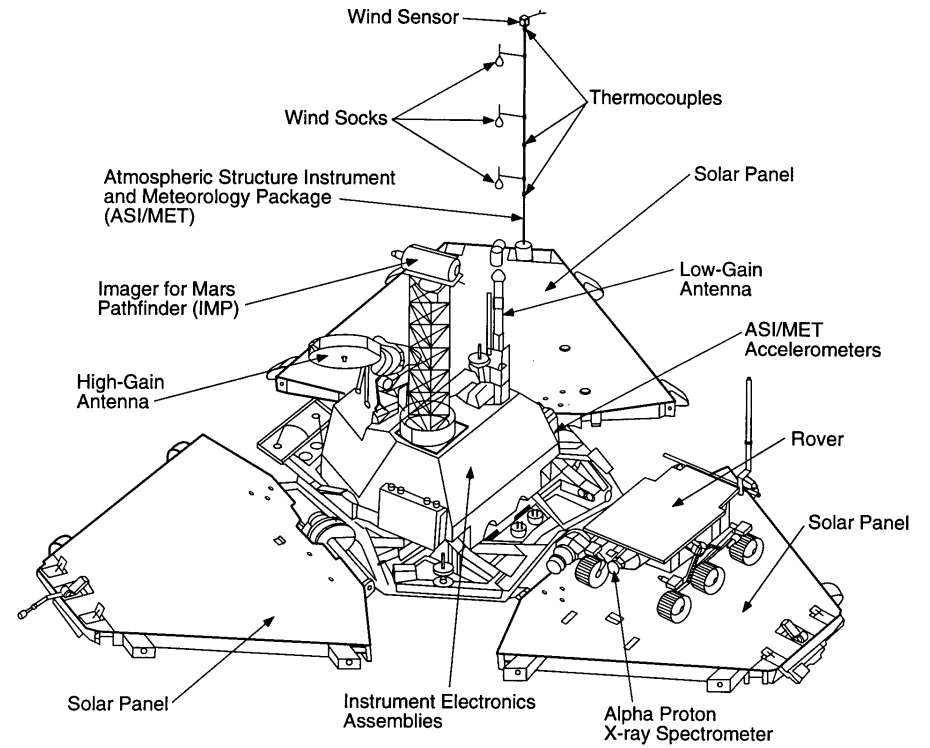 Wind Sensor
Thermocouples
Wind Socks
Atmospheric Structure Instrument
and Meteorology Package
(ASI/MET)
Solar Panel
Imager for Mars
Pathfinder (IMP)
Low-Gain
Antenna
ASI/MET
Accelerometers
High-Gain
Antenna
Rover
Solar Panel
Solar Panel
Instrument Electronics
Assemblies
Alpha Proton
X-ray Spectrometer